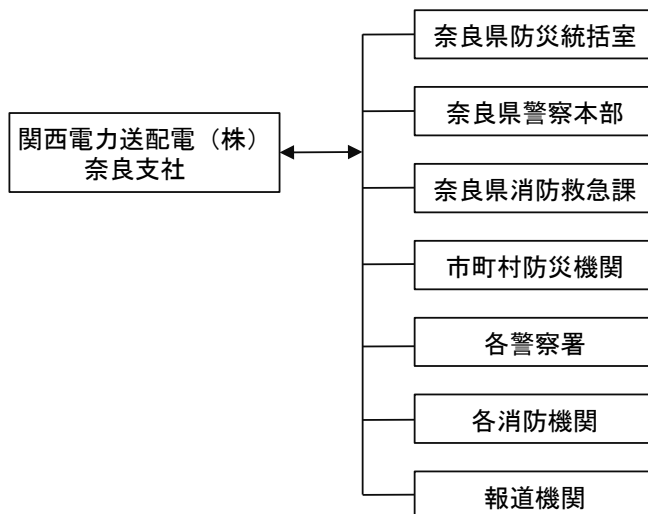 奈良県防災統括室
奈良県警察本部
関西電力送配電（株）
奈良支社
奈良県消防救急課
市町村防災機関
各警察署
各消防機関
報道機関